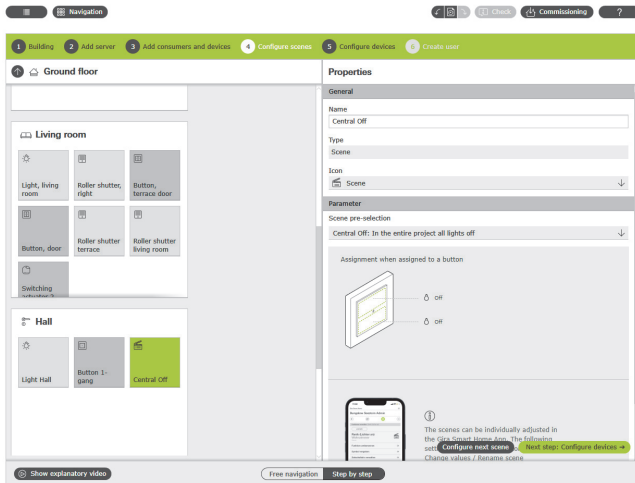 Navigation
Check
Commissioning
?
1 Building
2 Add server
3 Add consumers and devices
4 Configure scenes
5 Configure devices
6 Create user
Ground floor
Properties
General
Name
Central Off
Type
Scene
Icon
Scene
Parameter
Scene pre-selection
Central Off: In the entire project all lights off
Assignment when assigned to a button
Off
Off
Living room
Light, living
room
Roller shutter,
right
Button,
terrace door
Button, door
Roller shutter
terrace
Roller shutter
living room
Switching
Hall
Light Hall
Button 1-
gang
Central Off
The scenes can be individually adjusted in
the Gira Smart Home App. The following
Configure next scene
Next step: Configure devices →
Change values / Rename scene
Show explanatory video
Free navigation
Step by step